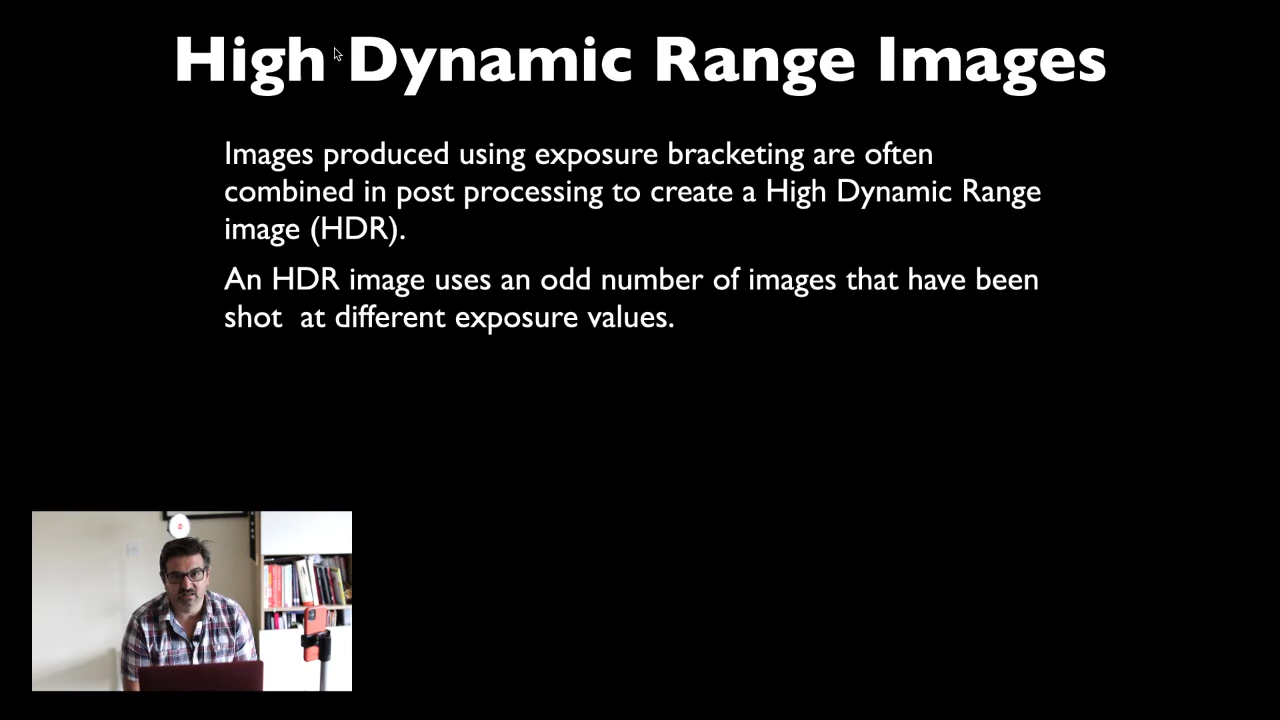 High Dynamic Range Images
Images produced using exposure bracketing are often
combined in post processing to create a High Dynamic Range
image (HDR).
An HDR image uses an odd number of images that have been
shot  at different exposure values.